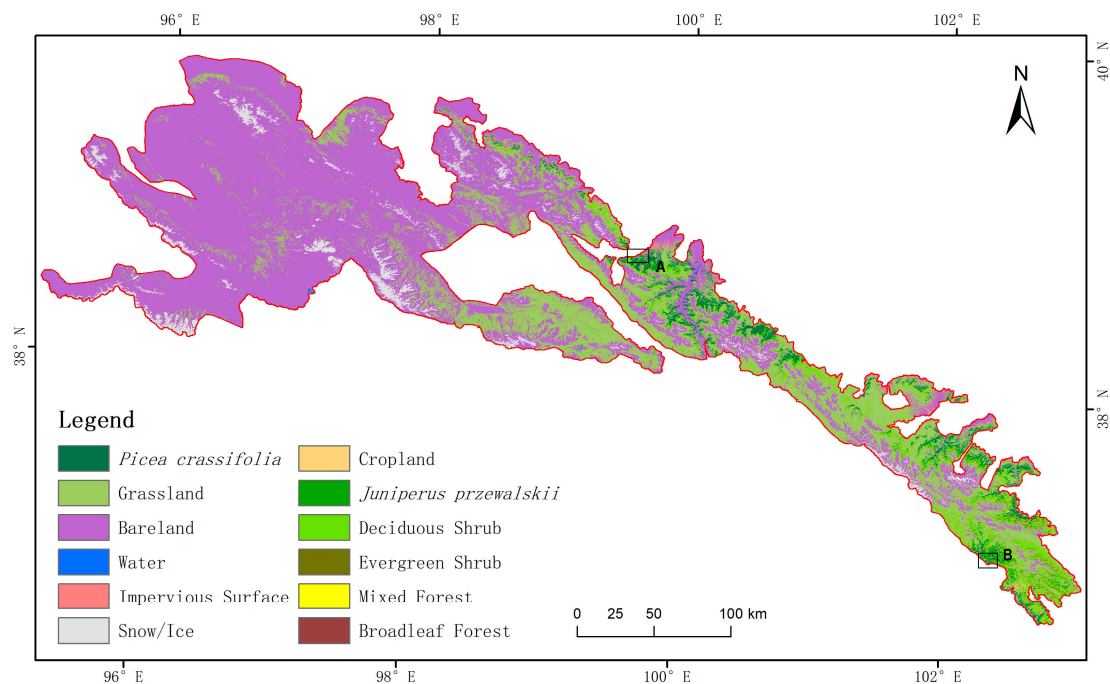 96° E 98° E 100° E 102° E
40° N
N
A
38° N
38° N
Legend
Picea crassifolia Cropland
Grassland Juniperus przewalskii
Bareland Deciduous Shrub
Water Evergreen Shrub
Impervious Surface Mixed Forest
Snow/Ice Broadleaf Forest
B
0 25 50 100 km
96° E 98° E 100° E 102° E